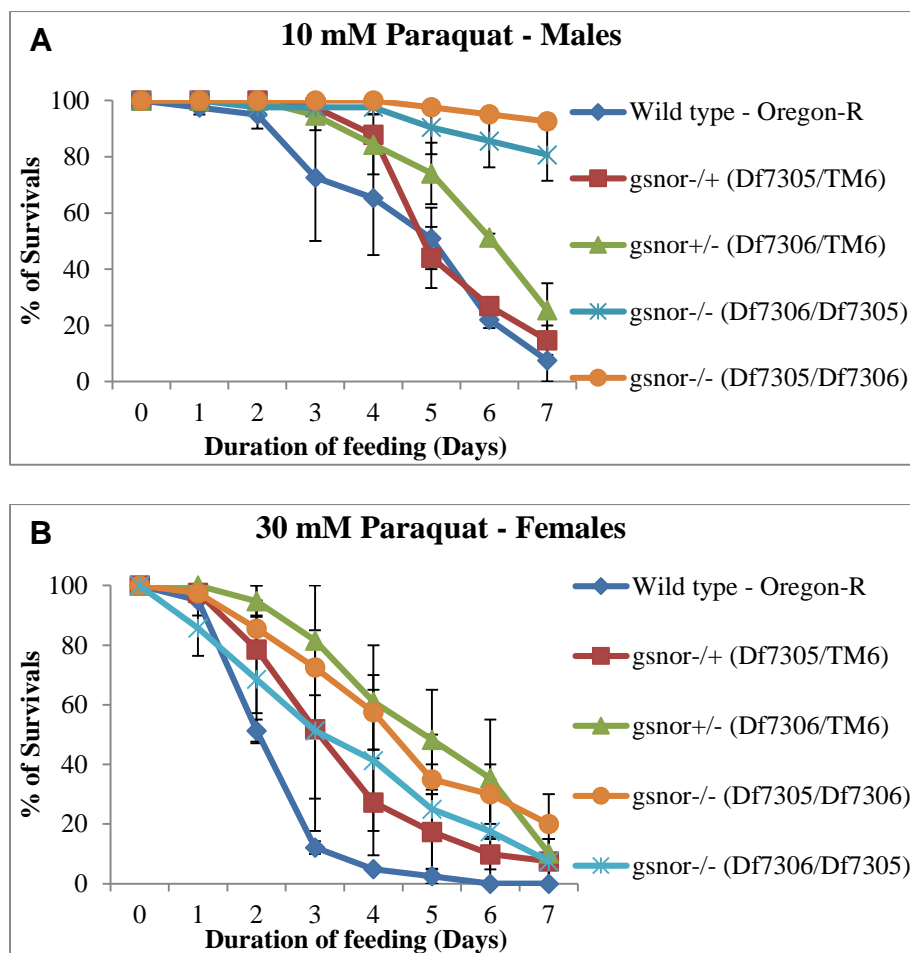 A
10 mM Paraquat - Males
% of Survivals
100
80
60
40
20
0
0 1 2 3 4 5 6 7
Duration of feeding (Days)
Wild type - Oregon-R
gsnor-/+ (Df7305/TM6)
gsnor+/- (Df7306/TM6)
gsnor-/- (Df7306/Df7305)
gsnor-/- (Df7305/Df7306)
B
30 mM Paraquat - Females
% of Survivals
100
80
60
40
20
0
0 1 2 3 4 5 6 7
Duration of feeding (Days)
Wild type - Oregon-R
gsnor-/+ (Df7305/TM6)
gsnor+/- (Df7306/TM6)
gsnor-/- (Df7305/Df7306)
gsnor-/- (Df7306/Df7305)